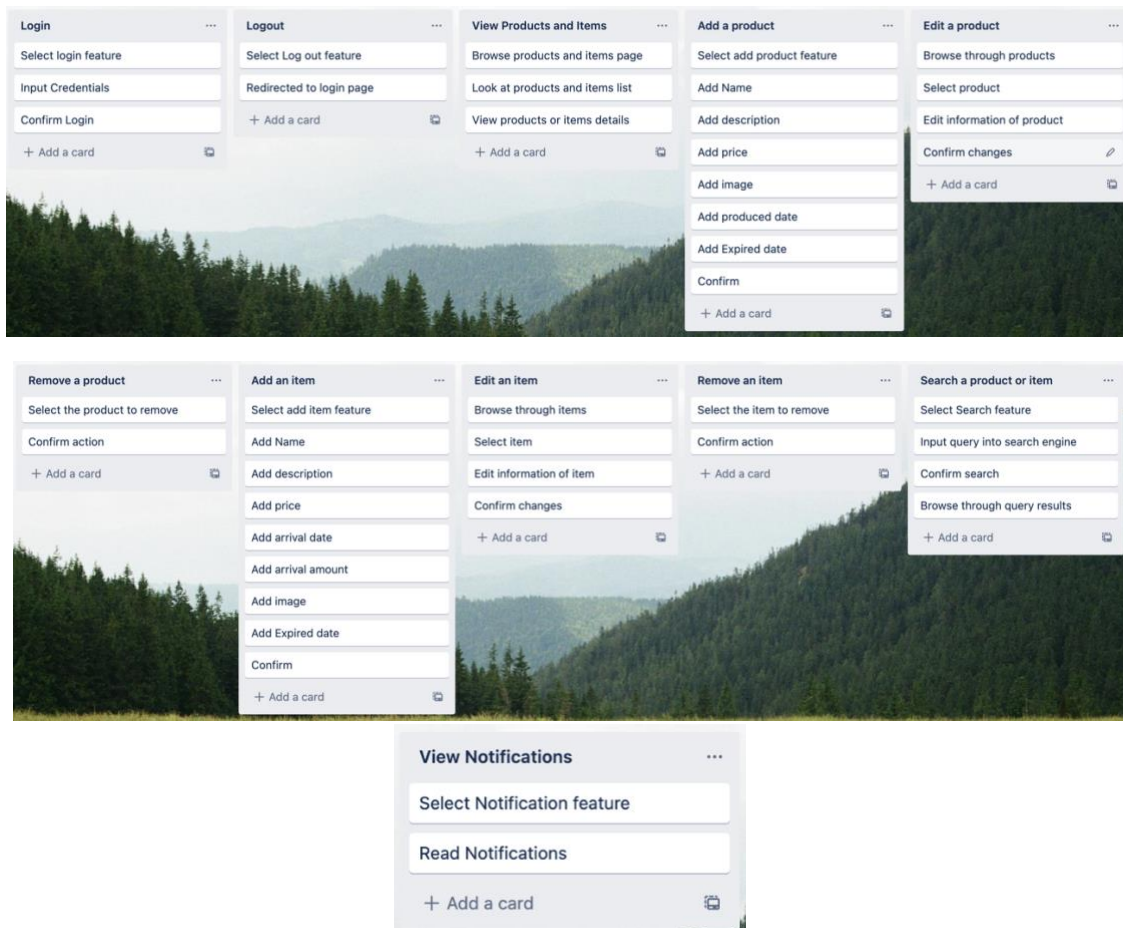 Login
Select login feature
Input Credentials
Confirm Login
+ Add a card
Logout
Select Log out feature
Redirected to login page
+ Add a card
View Products and Items
Browse products and items page
Look at products and items list
View products or items details
+ Add a card
Add a product
Select add product feature
Add Name
Add description
Add price
Add image
Add produced date
Add Expired date
Confirm
+ Add a card
Edit a product
Browse through products
Select product
Edit information of product
Confirm changes
+ Add a card
Remove a product
Select the product to remove
Confirm action
+ Add a card
Add an item
Select add item feature
Add Name
Add description
Add price
Add arrival date
Add arrival amount
Add image
Add Expired date
Confirm
+ Add a card
Edit an item
Browse through items
Select item
Edit information of item
Confirm changes
+ Add a card
Remove an item
Select the item to remove
Confirm action
+ Add a card
Search a product or item
Select Search feature
Input query into search engine
Confirm search
Browse through query results
+ Add a card
View Notifications
Select Notification feature
Read Notifications
+ Add a card